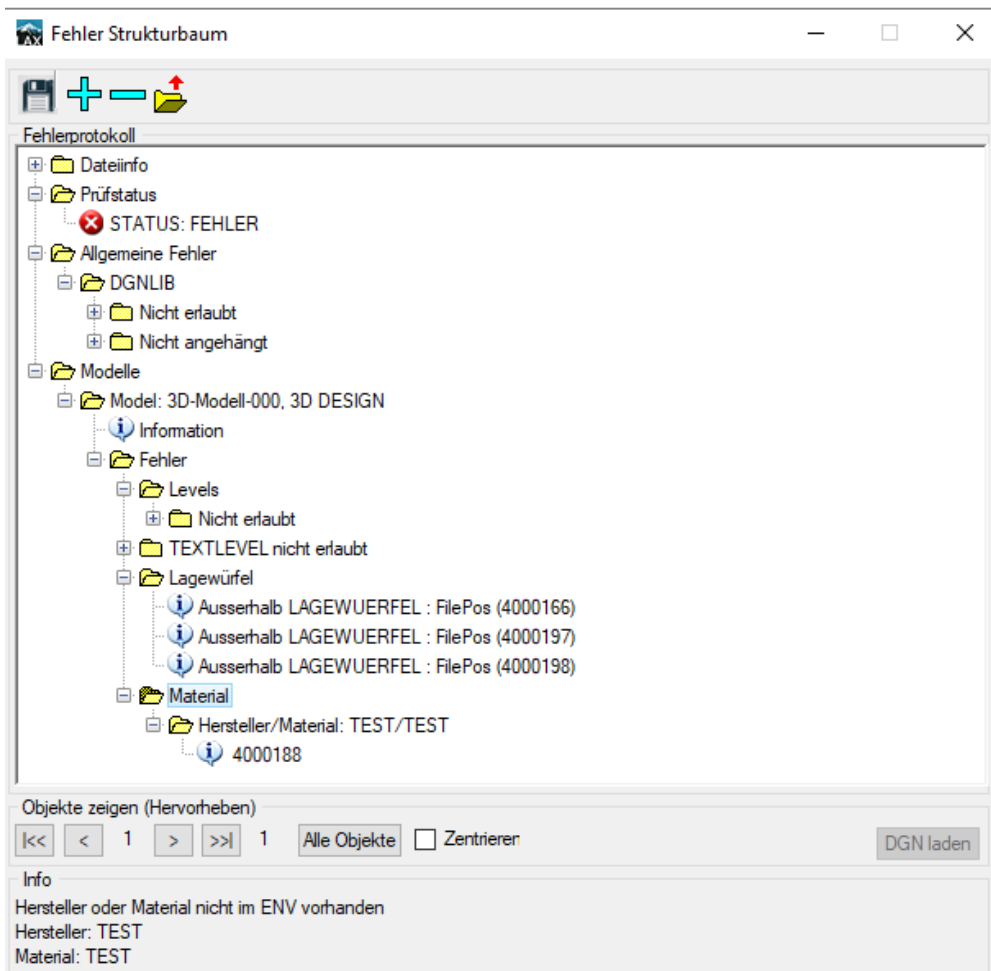 Fehler Strukturbaum
Fehlerprotokoll
Dateiinfo
Prüfstatus
STATUS: FEHLER
Allgemeine Fehler
DGNLIB
Nicht erlaubt
Nicht angehängt
Modelle
Model: 3D-Modell-000, 3D DESIGN
Information
Fehler
Levels
Nicht erlaubt
TEXTLEVEL nicht erlaubt
Lagewürfel
Ausserhalb LAGEWUERFEL : FilePos (4000166)
Ausserhalb LAGEWUERFEL : FilePos (4000197)
Ausserhalb LAGEWUERFEL : FilePos (4000198)
Material
Hersteller/Material: TEST/TEST
4000188
Objekte zeigen (Hervorheben)
|<< < 1 > >>| 1 Alle Objekte Zentrieren DGN laden
Info
Hersteller oder Material nicht im ENV vorhanden
Hersteller: TEST
Material: TEST